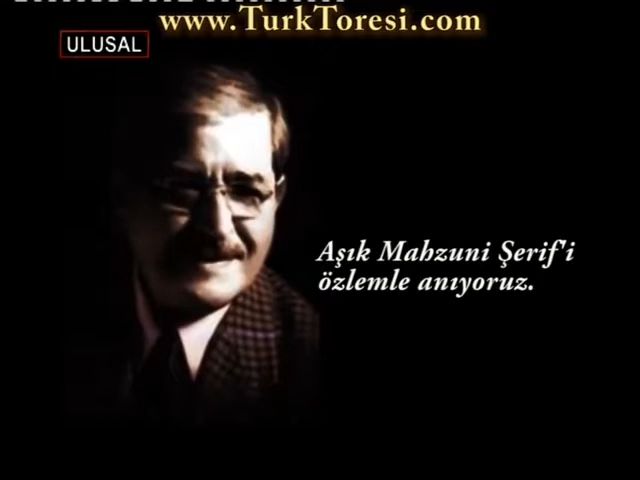 www.TurkToresi.com
ULUSAL
Aşık Mahzuni Şerif'i
özlemle anıyoruz.